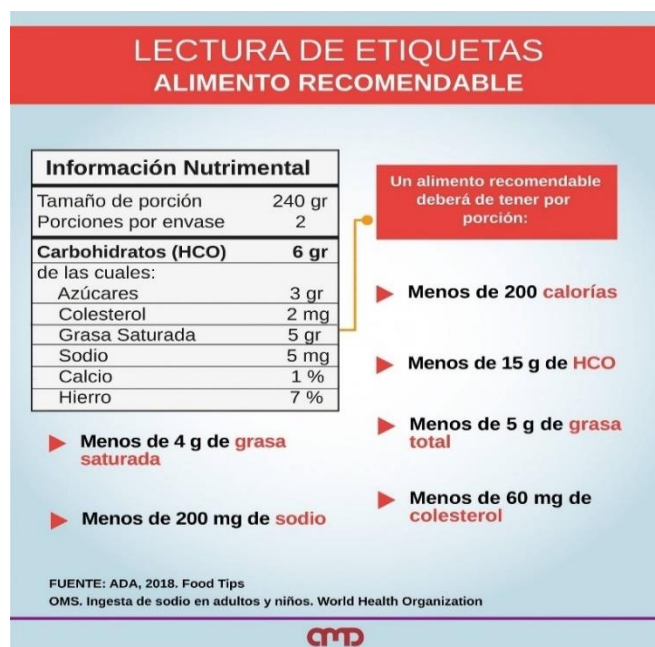 LECTURA DE ETIQUETAS
ALIMENTO RECOMENDABLE
Información Nutrimental
Tamaño de porción 240 gr
Porciones por envase 2
Carbohidratos (HCO) 6 gr
de las cuales:
Azúcares 3 gr
Colesterol 2 mg
Grasa Saturada 5 gr
Sodio 5 mg
Calcio 1 %
Hierro 7 %
Menos de 4 g de grasa
saturada
Menos de 200 mg de sodio
Un alimento recomendable
deberá de tener por
porción:
Menos de 200 calorías
Menos de 15 g de HCO
Menos de 5 g de grasa
total
Menos de 60 mg de
colesterol
FUENTE: ADA, 2018. Food Tips
OMS. Ingesta de sodio en adultos y niños. World Health Organization
amD